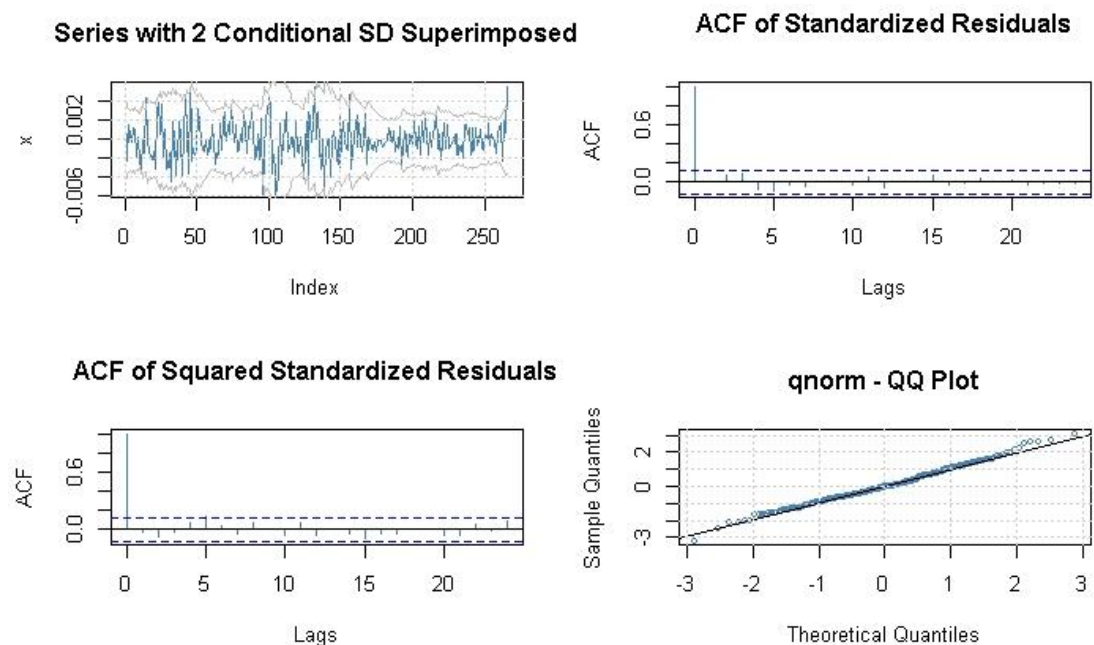 Series with 2 Conditional SD Superimposed
x
0.002
-0.006
0 50 100 150 200 250
Index
ACF of Standardized Residuals
ACF
0.6
0.0
0 5 10 15 20
Lags
ACF of Squared Standardized Residuals
ACF
0.6
0.0
0 5 10 15 20
Lags
qnorm - QQ Plot
Sample Quantiles
2
0
-3
-3 -2 -1 0 1 2 3
Theoretical Quantiles